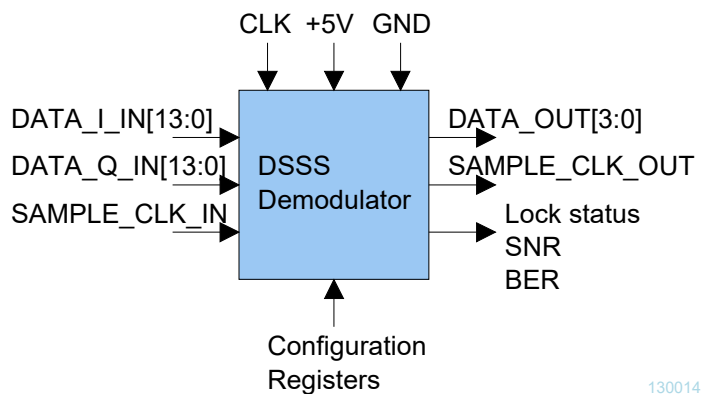 CLK +5V GND
DATA_I_IN[13:0]
DATA_Q_IN[13:0]
SAMPLE_CLK_IN
DSSS
Demodulator
DATA_OUT[3:0]
SAMPLE_CLK_OUT
Lock status
SNR
BER
Configuration
Registers
130014